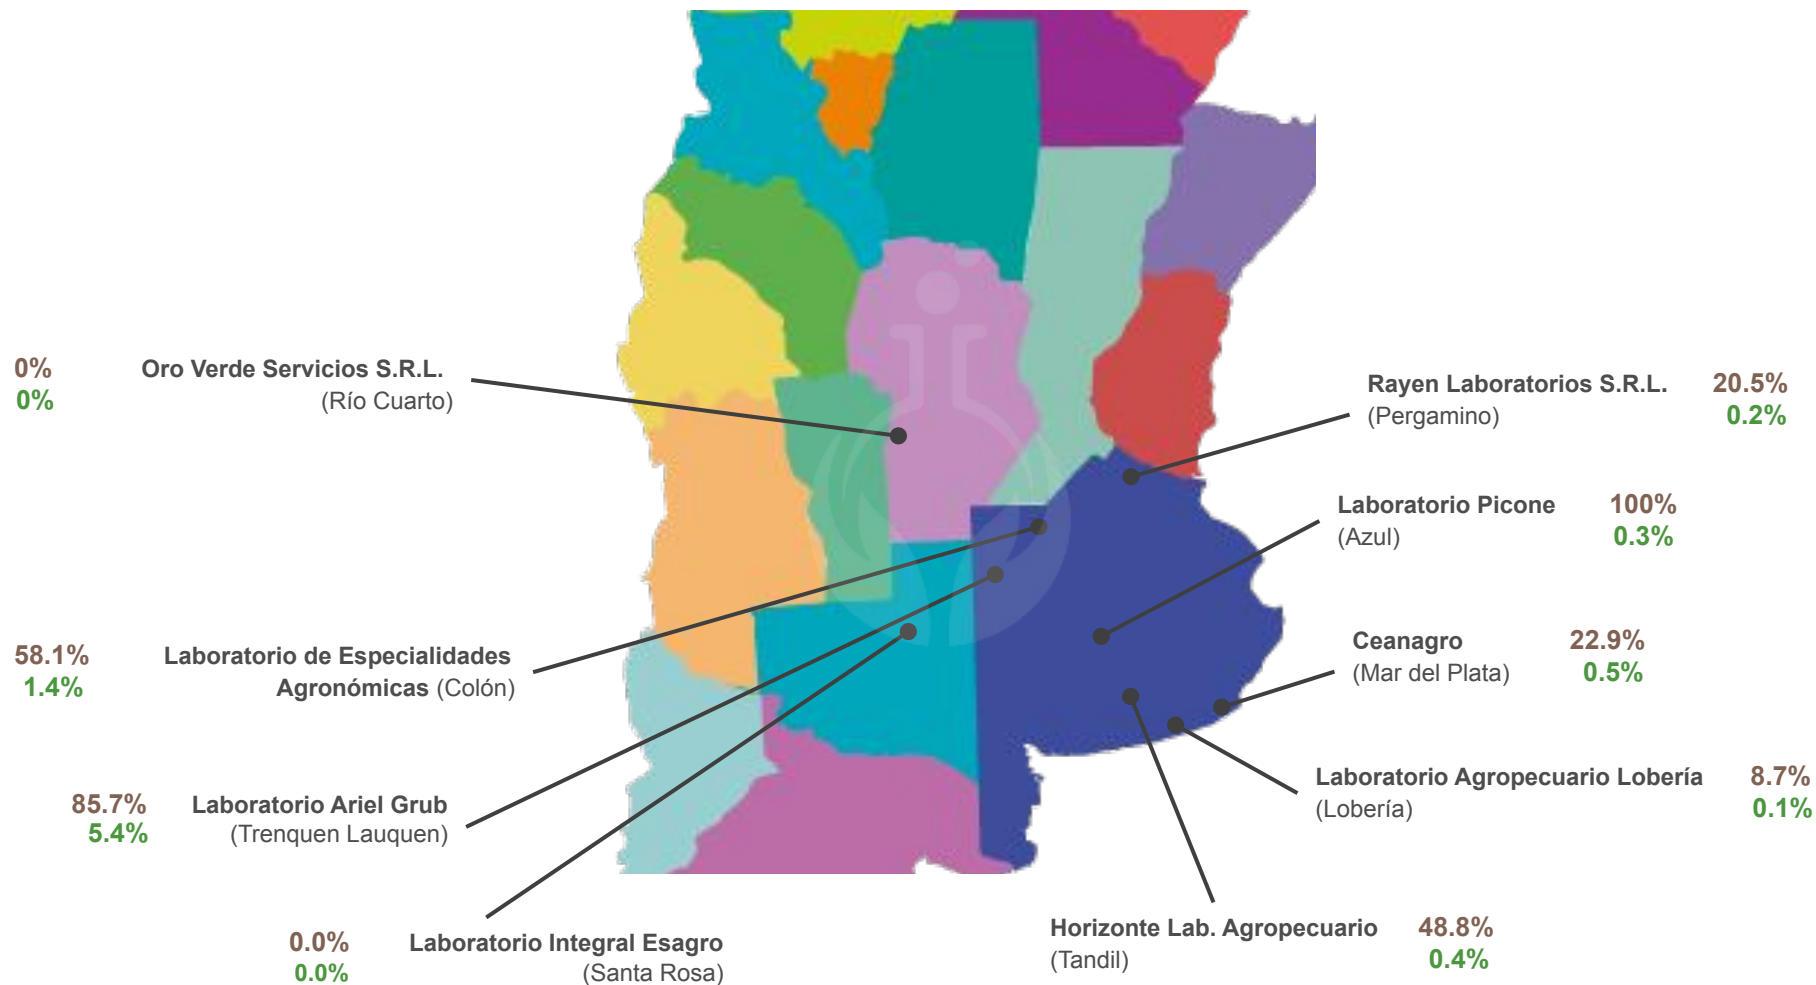 0% Oro Verde Servicios S.R.L.
0% (Río Cuarto)
Rayen Laboratorios S.R.L. 20.5%
(Pergamino) 0.2%
Laboratorio Picone 100%
(Azul) 0.3%
58.1% Laboratorio de Especialidades
1.4% Agronómicas (Colón)
Ceanagro 22.9%
(Mar del Plata) 0.5%
85.7% Laboratorio Ariel Grub
5.4% (Trenquen Lauquen)
Laboratorio Agropecuario Lobería 8.7%
(Lobería) 0.1%
0.0% Laboratorio Integral Esagro
0.0% (Santa Rosa)
Horizonte Lab. Agropecuario 48.8%
(Tandil) 0.4%